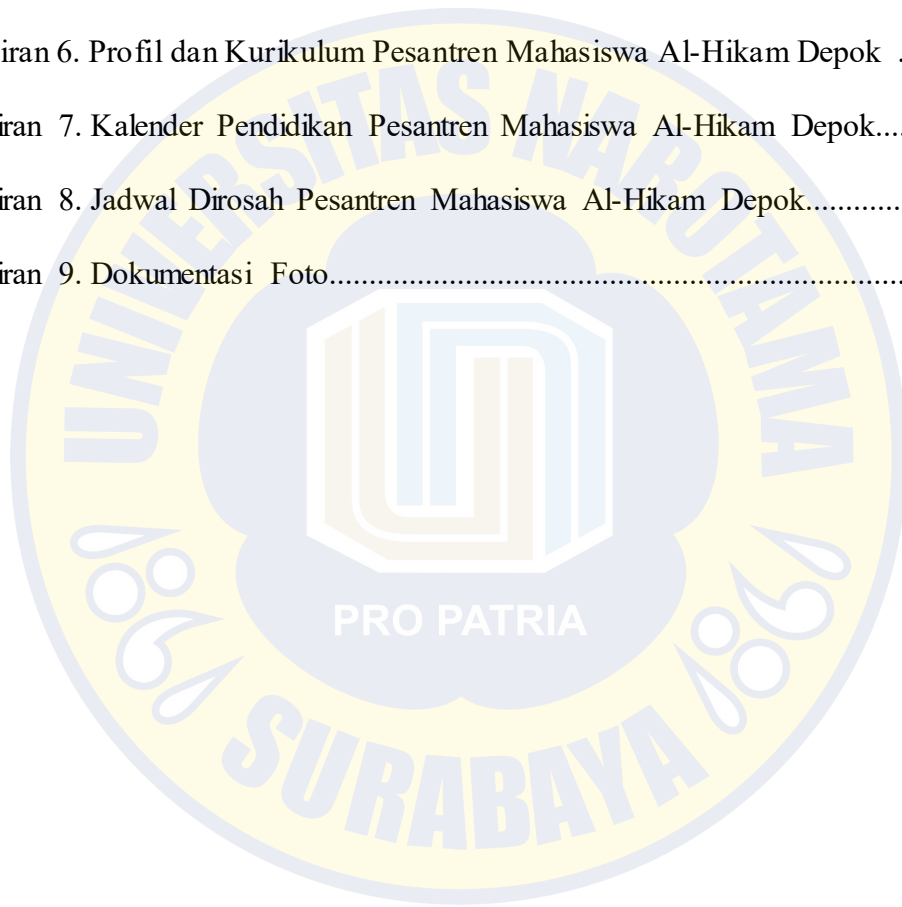 iran 6. Profil dan Kurikulum Pesantren Mahasiswa Al-Hikam Depok .
iran 7. Kalender Pendidikan Pesantren Mahasiswa Al-Hikam Depok....
iran 8. Jadwal Dirosah Pesantren Mahasiswa Al-Hikam Depok............
iran 9. Dokumentasi Foto........................................................................
UNIVERSITAS NAROTAMA
PRO PATRIA
SURABAYA